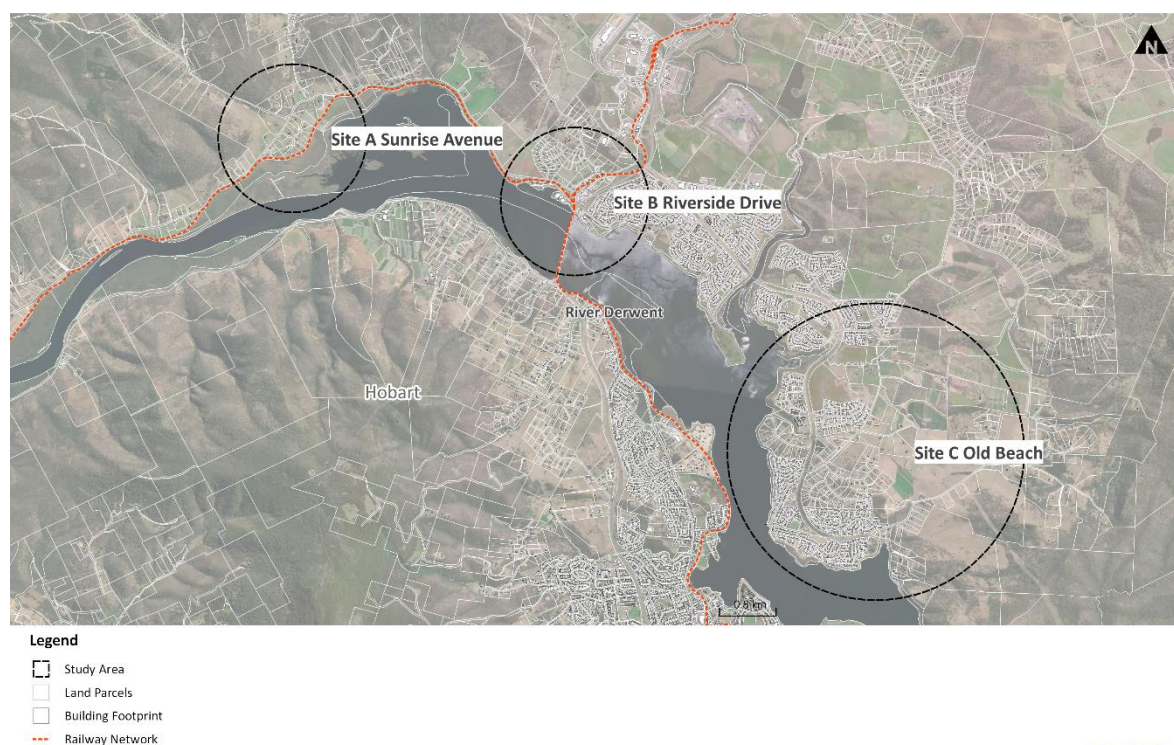 N
Site A Sunrise Avenue
Site B Riverside Drive
River Derwent
Hobart
Site C Old Beach
0.8 km
Legend
Study Area
Land Parcels
Building Footprint
Railway Network